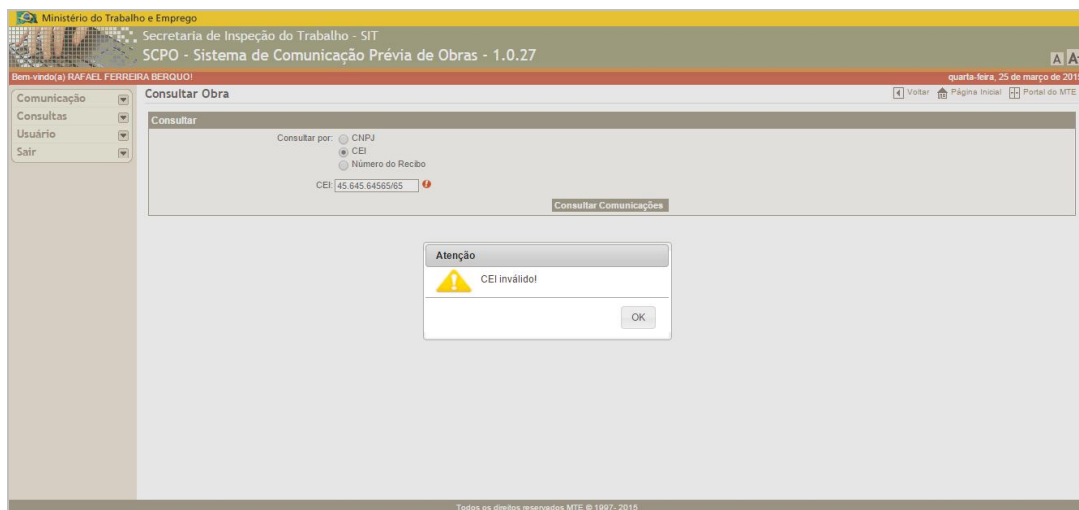 Ministério do Trabalho e Emprego
Secretaria de Inspeção do Trabalho - SIT
SCPO - Sistema de Comunicação Prévia de Obras - 1.0.27
A A
Bem-vindo(a) RAFAEL FERREIRA BERQUO!
quarta-feira, 25 de março de 2015
Comunicação
Consultas
Usuário
Sair
Consultar Obra
Voltar Página Inicial Portal do MTE
Consultar
Consultar por: CNPJ
CEI
Número do Recibo
CEI: 45.645.64565/65
Consultar Comunicações
Atenção
CEI inválido!
OK
Todos os direitos reservados MTE © 1997- 2015